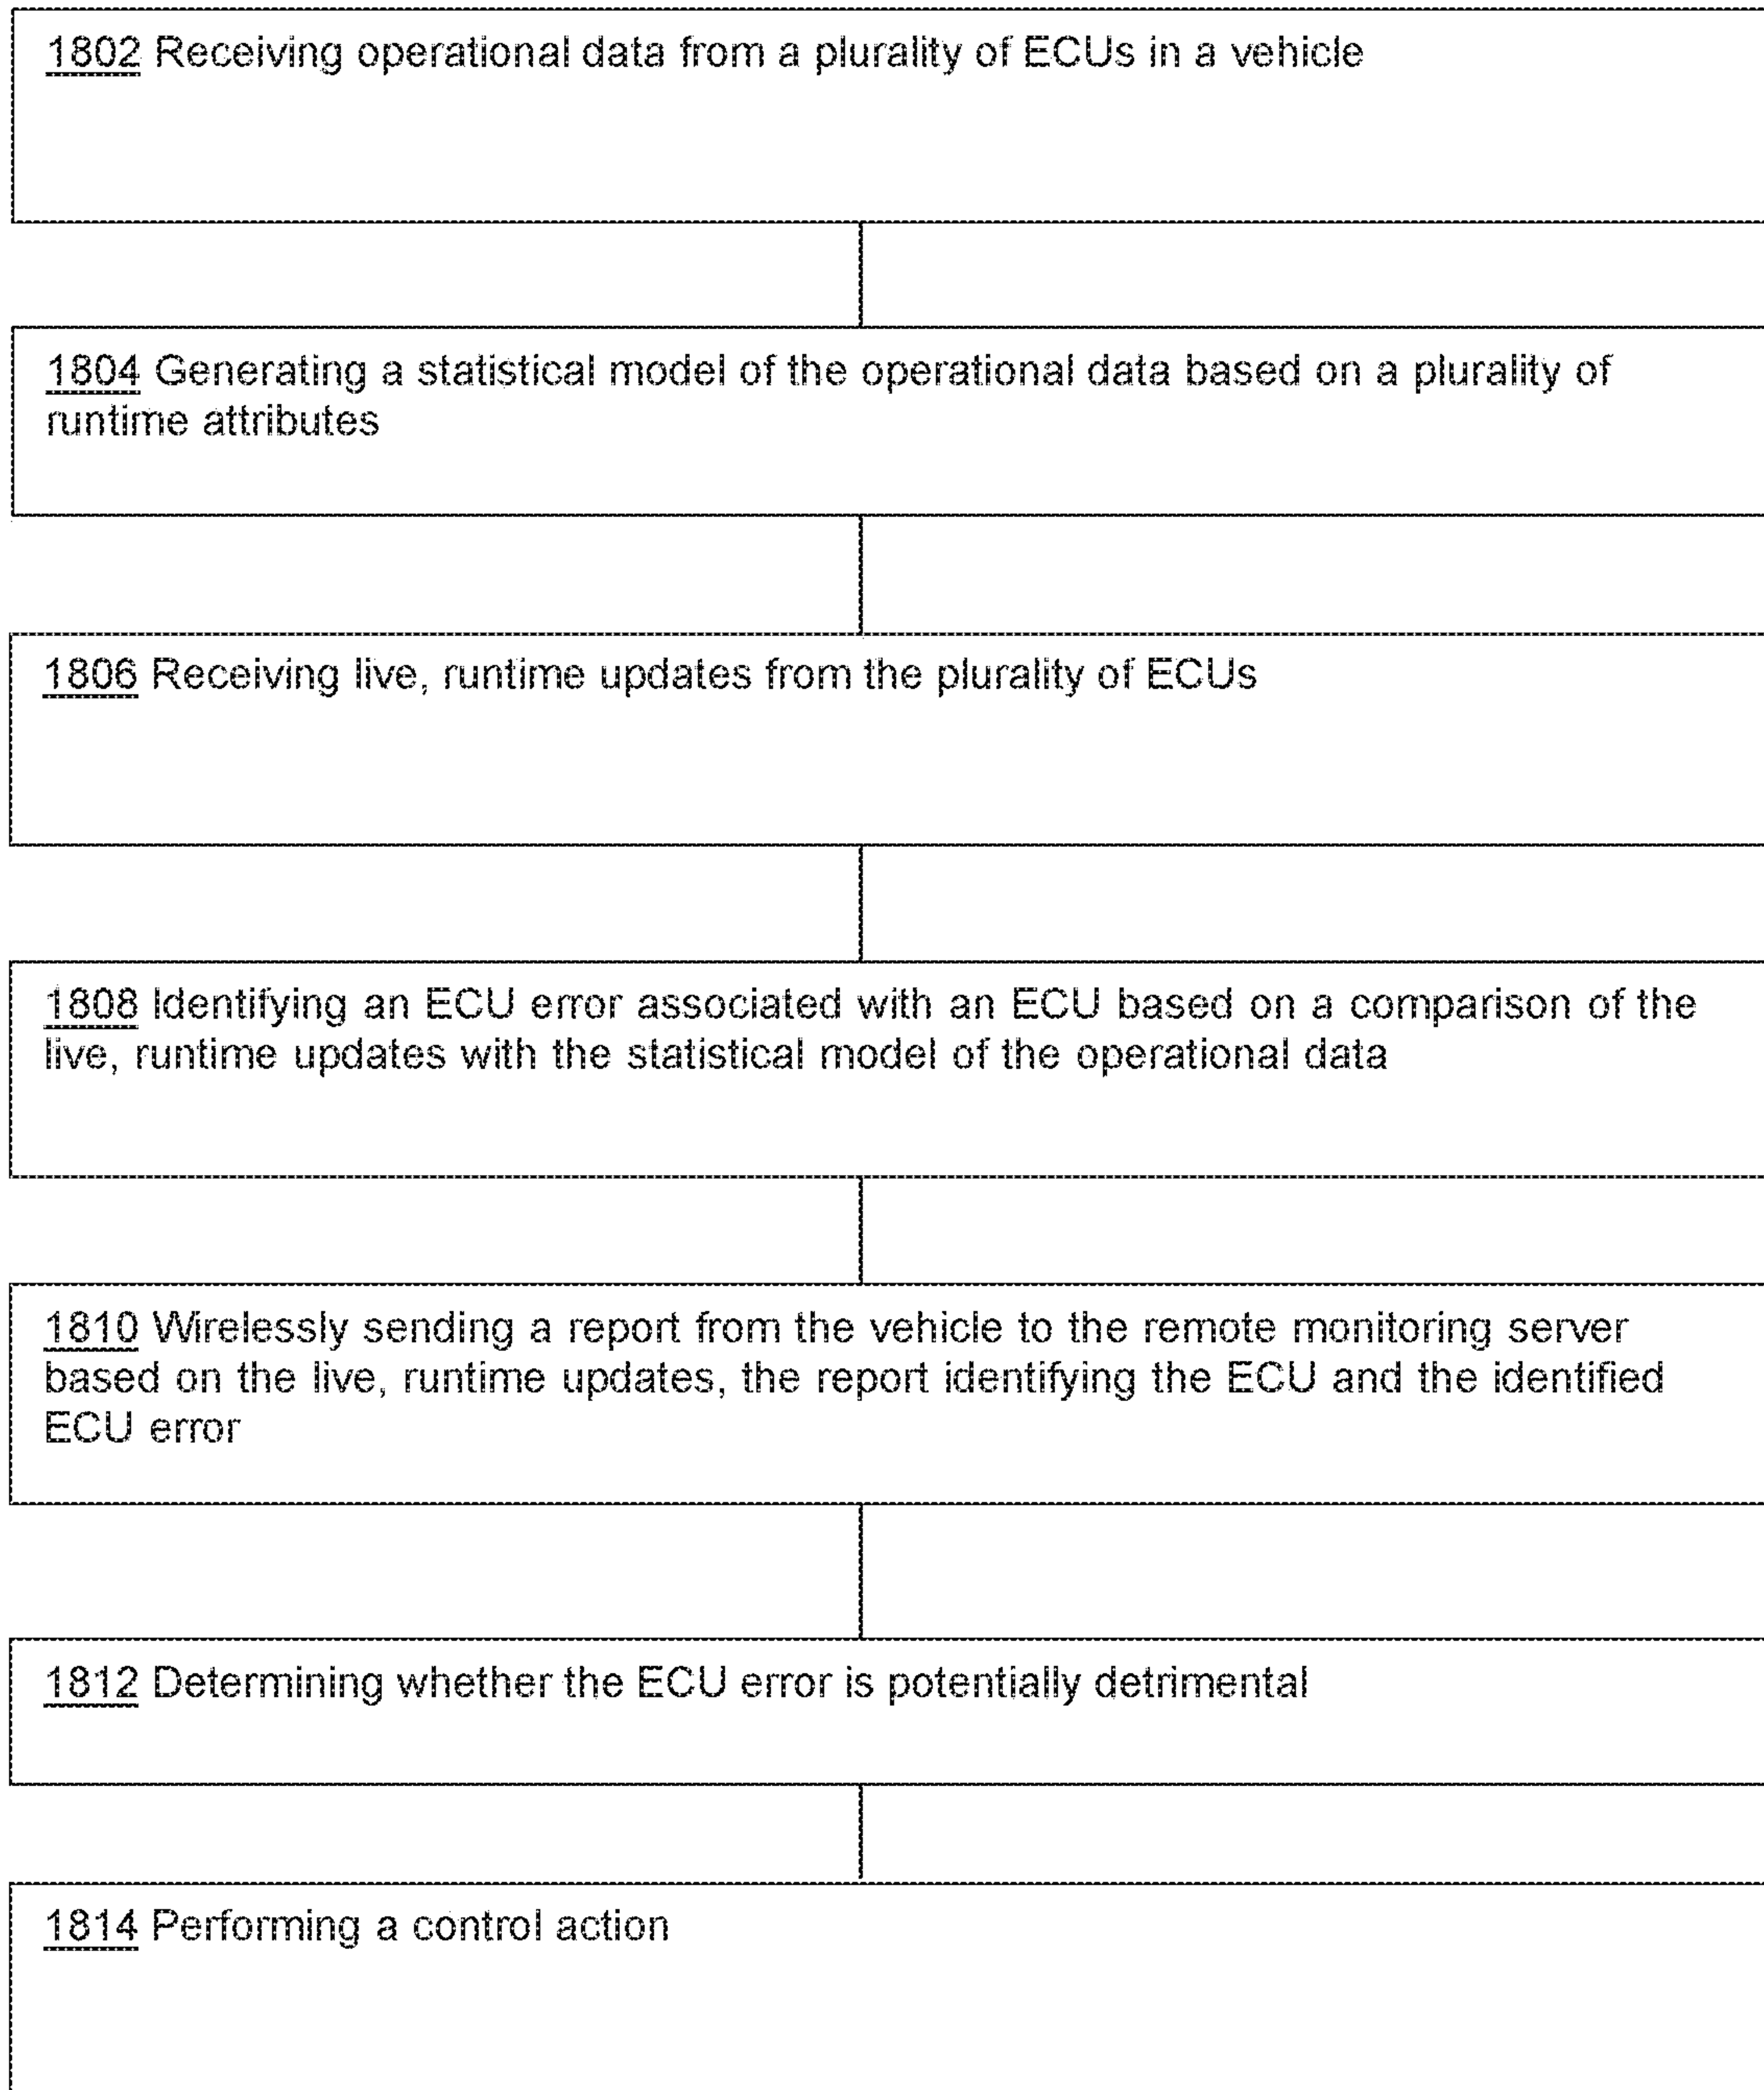 1802 Receiving operational data from a plurality of ECUs in a vehicle
1804 Generating a statistical model of the operational data based on a plurality of
runtime attributes
1806 Receiving live, runtime updates from the plurality of ECUs
1808 Identifying an ECU error associated with an ECU based on a comparison of the
live, runtime updates with the statistical model of the operational data
1810 Wirelessly sending a report from the vehicle to the remote monitoring server
based on the live, runtime updates, the report identifying the ECU and the identified
ECU error
1812 Determining whether the ECU error is potentially detrimental
1814 Performing a control action